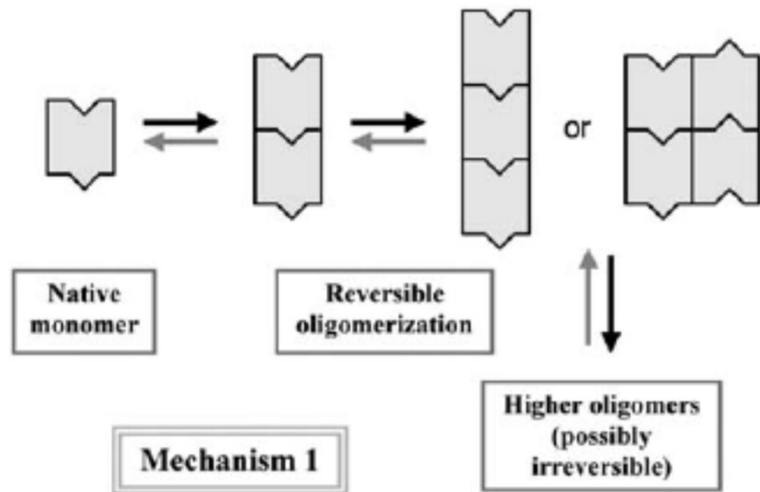 or
Native
monomer
Reversible
oligomerization
Higher oligomers
(possibly
irreversible)
Mechanism 1